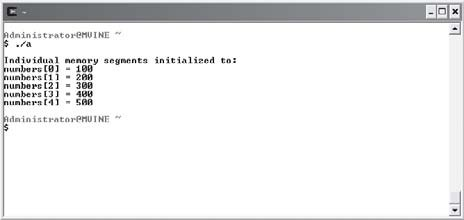 ~
Administrator@MVINE ~
$ ./a
Individual memory segments initialized to:
numbers[0] = 100
numbers[1] = 200
numbers[2] = 300
numbers[3] = 400
numbers[4] = 500
Administrator@MVINE ~
$